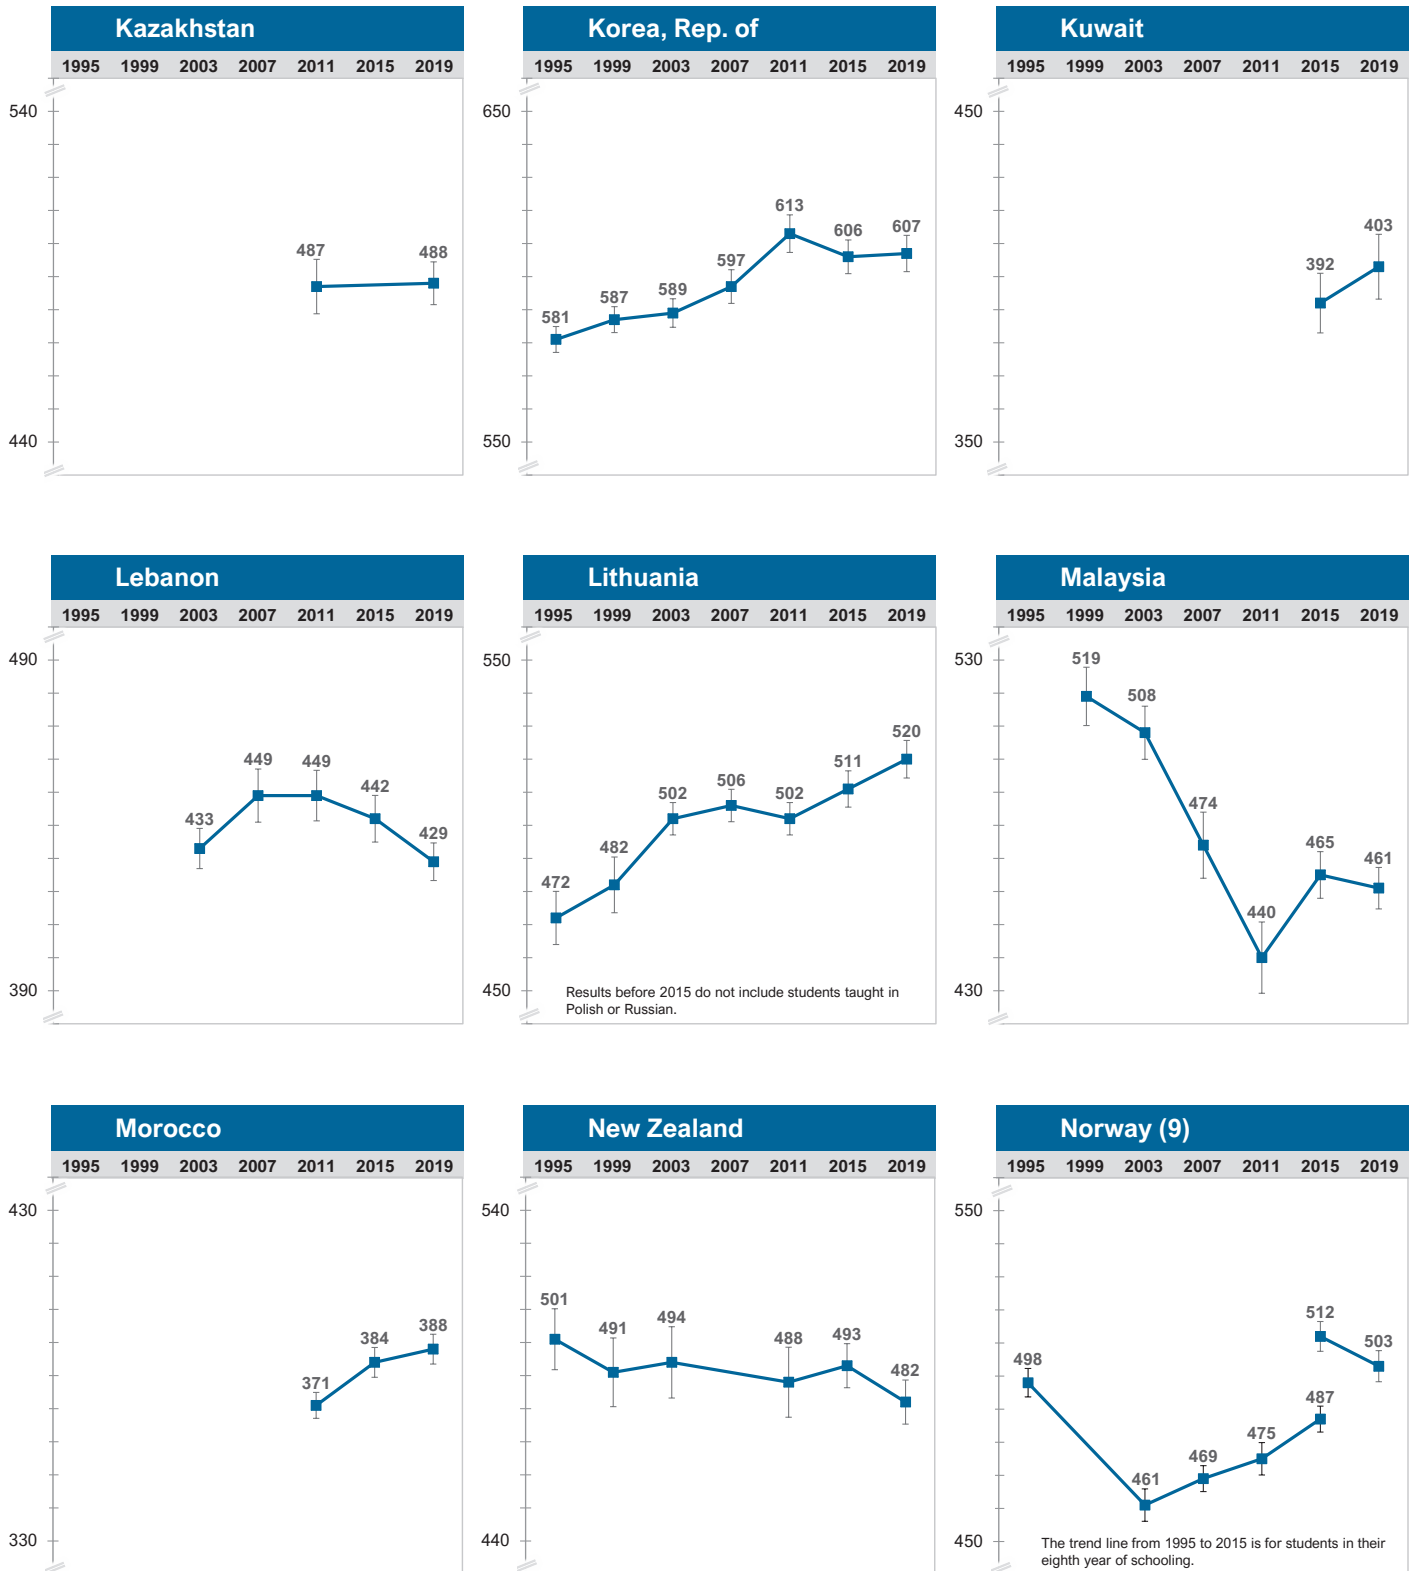 Kazakhstan
1995 1999 2003 2007 2011 2015 2019
540
487
488
440
Korea, Rep. of
1995 1999 2003 2007 2011 2015 2019
650
581
587
589
597
613
606
607
550
Kuwait
1995 1999 2003 2007 2011 2015 2019
450
392
403
350
Lebanon
1995 1999 2003 2007 2011 2015 2019
490
433
449
449
442
429
390
Lithuania
1995 1999 2003 2007 2011 2015 2019
550
472
482
502
506
502
511
520
450
Results before 2015 do not include students taught in
Polish or Russian.
Malaysia
1995 1999 2003 2007 2011 2015 2019
530
519
508
474
440
465
461
430
Morocco
1995 1999 2003 2007 2011 2015 2019
430
371
384
388
330
New Zealand
1995 1999 2003 2007 2011 2015 2019
540
501
491
494
488
493
482
440
Norway (9)
1995 1999 2003 2007 2011 2015 2019
550
498
461
469
475
487
512
503
450
The trend line from 1995 to 2015 is for students in their
eighth year of schooling.